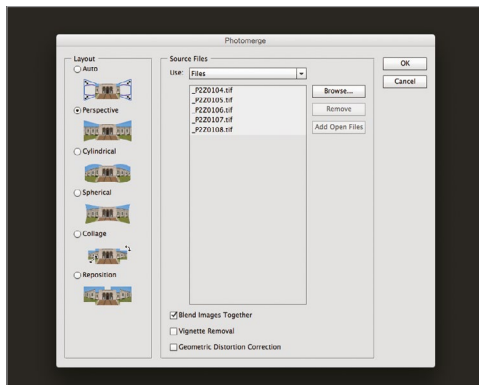 Photomerge
Layout
Auto
Perspective
Cylindrical
Spherical
Collage
Reposition
Source Files
Use: Files
_P2Z0104.tif
_P2Z0105.tif
_P2Z0106.tif
_P2Z0107.tif
_P2Z0108.tif
Browse...
Remove
Add Open Files
Blend Images Together
Vignette Removal
Geometric Distortion Correction
OK
Cancel